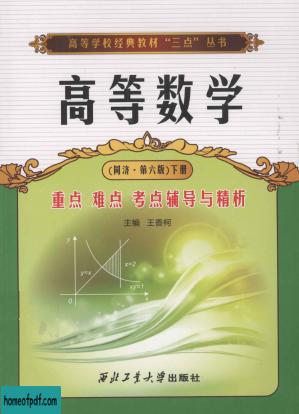 高等学校经典教材“三点”丛书
高等数学
（同济·第六版）下册
重点 难点 考点辅导与精析
主编 王香柯
y
y=x
x=2
xy=1
x
西北工业大学出版社
homeofpdf.com